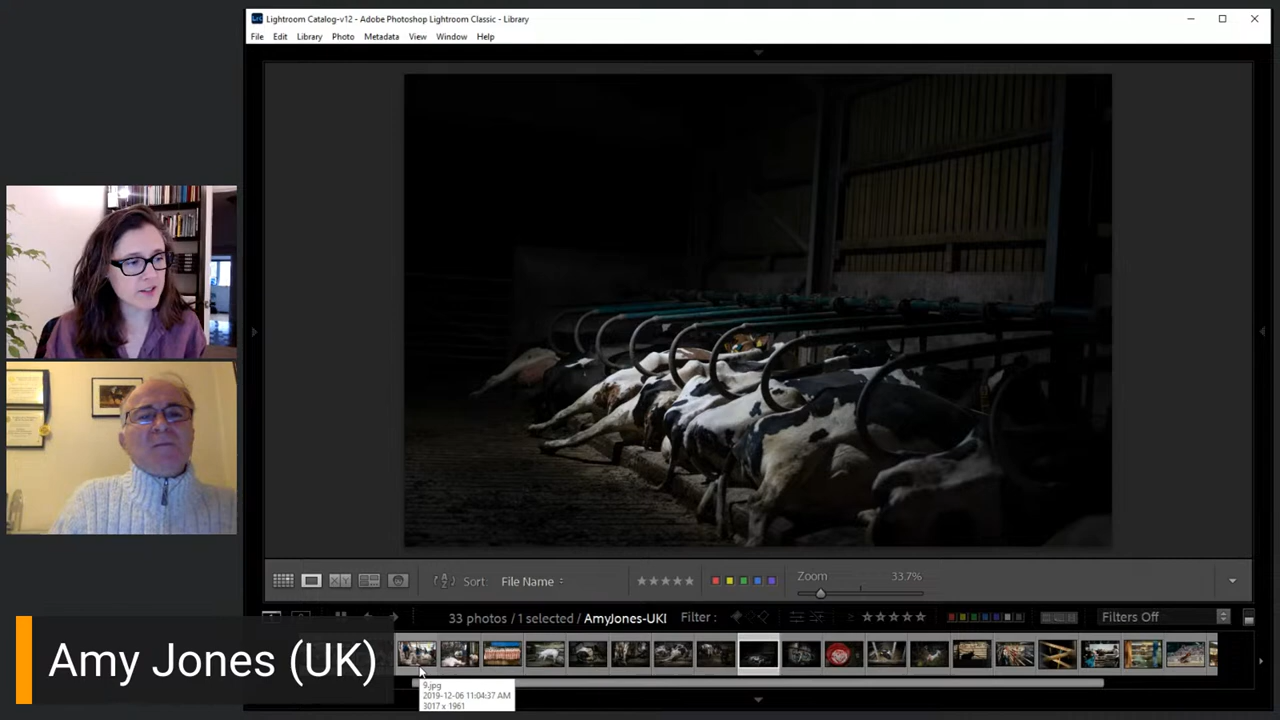 Lightroom Catalog-v12 - Adobe Photoshop Lightroom Classic - Library
File Edit Library Photo Metadata View Window Help
Sort: File Name
Zoom 33.7%
33 photos / 1 selected / AmyJones-UKI Filter: Filters Off
Amy Jones (UK)
9.jpg
2019-12-06 11:04:37 AM
3017 x 1961